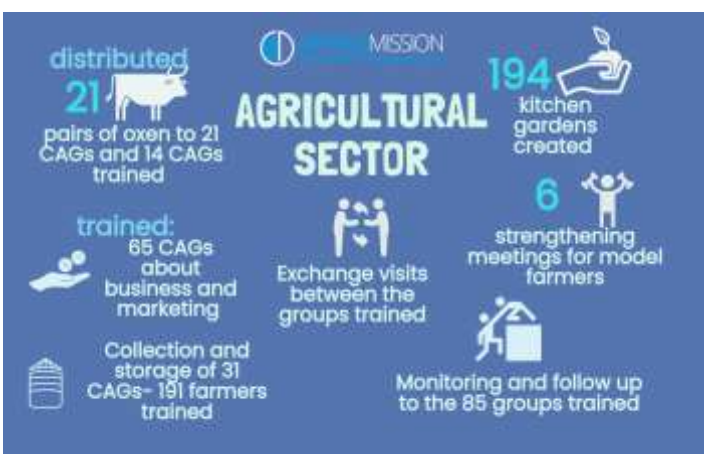 distributed
21
pairs of oxen to 21
CAGs and 14 CAGs
trained
MISSION
AGRICULTURAL
SECTOR
194
kitchen
gardens
created
trained:
65 CAGs
about
business and
marketing
Exchange visits
between the
groups trained
6
strengthening
meetings for model
farmers
Collection and
storage of 31
CAGs- 191 farmers
trained
Monitoring and follow up
to the 85 groups trained